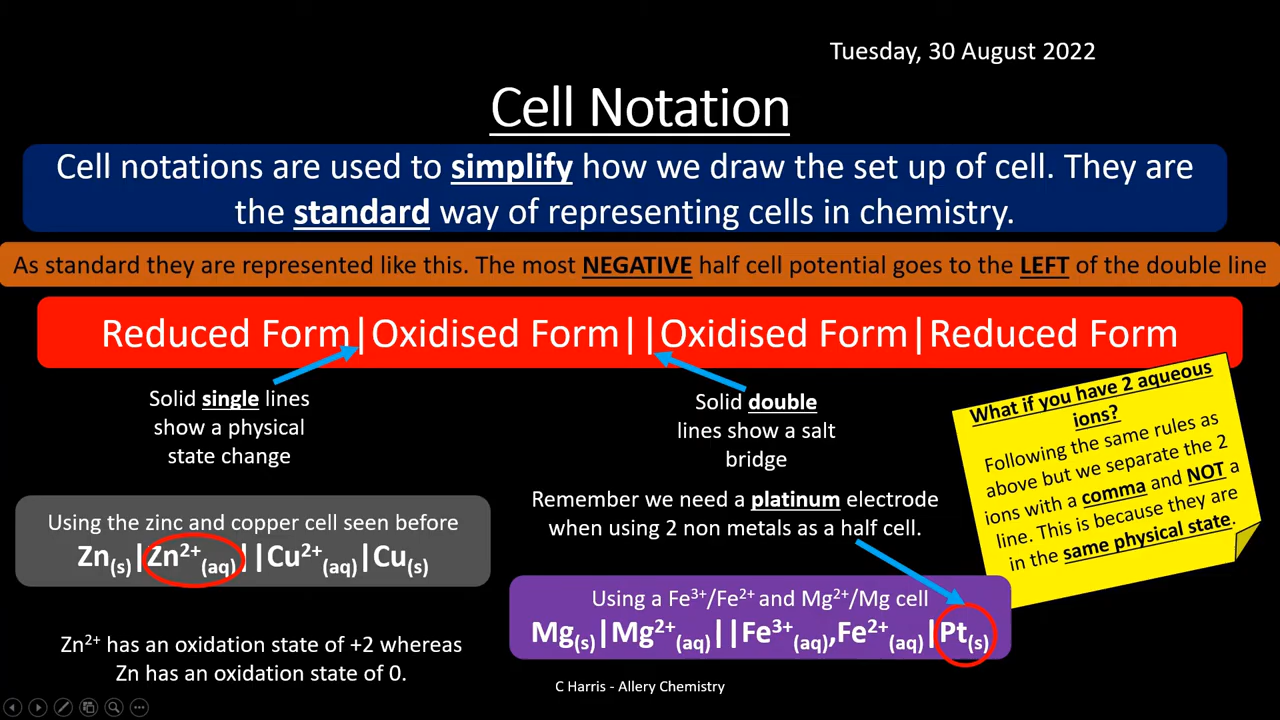 Tuesday, 30 August 2022
Cell Notation
Cell notations are used to simplify how we draw the set up of cell. They are
the standard way of representing cells in chemistry.
As standard they are represented like this. The most NEGATIVE half cell potential goes to the LEFT of the double line
Reduced Form|Oxidised Form||Oxidised Form|Reduced Form
Solid single lines
show a physical
state change
Solid double
lines show a salt
bridge
What if you have 2 aqueous
ions?
Following the same rules as
above but we separate the 2
ions with a comma and NOT a
line. This is because they are
in the same physical state.
Remember we need a platinum electrode
when using 2 non metals as a half cell.
Using the zinc and copper cell seen before
Zn(s)|Zn²⁺(aq)||Cu²⁺(aq)|Cu(s)
Using a Fe³⁺/Fe²⁺ and Mg²⁺/Mg cell
Mg(s)|Mg²⁺(aq)||Fe³⁺(aq),Fe²⁺(aq)|Pt(s)
Zn²⁺ has an oxidation state of +2 whereas
Zn has an oxidation state of 0.
C Harris - Allery Chemistry